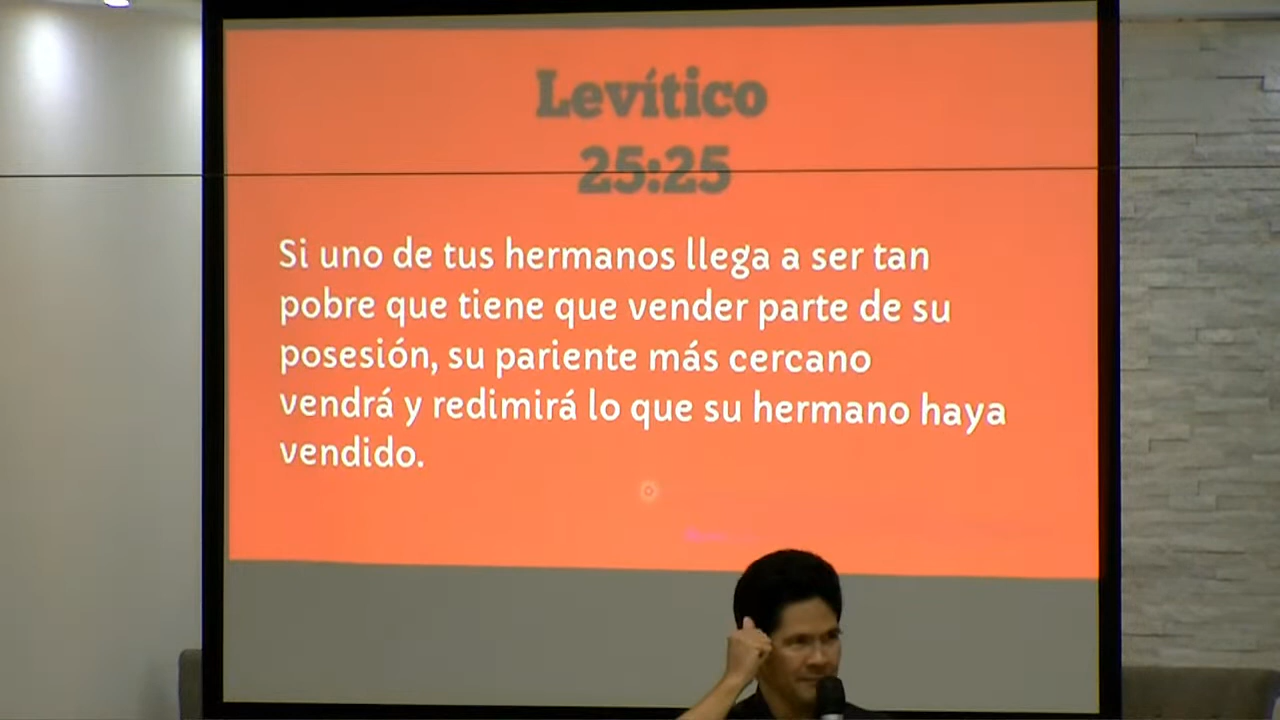 Levítico
25:25
Si uno de tus hermanos llega a ser tan
pobre que tiene que vender parte de su
posesión, su pariente más cercano
vendrá y redimirá lo que su hermano haya
vendido.